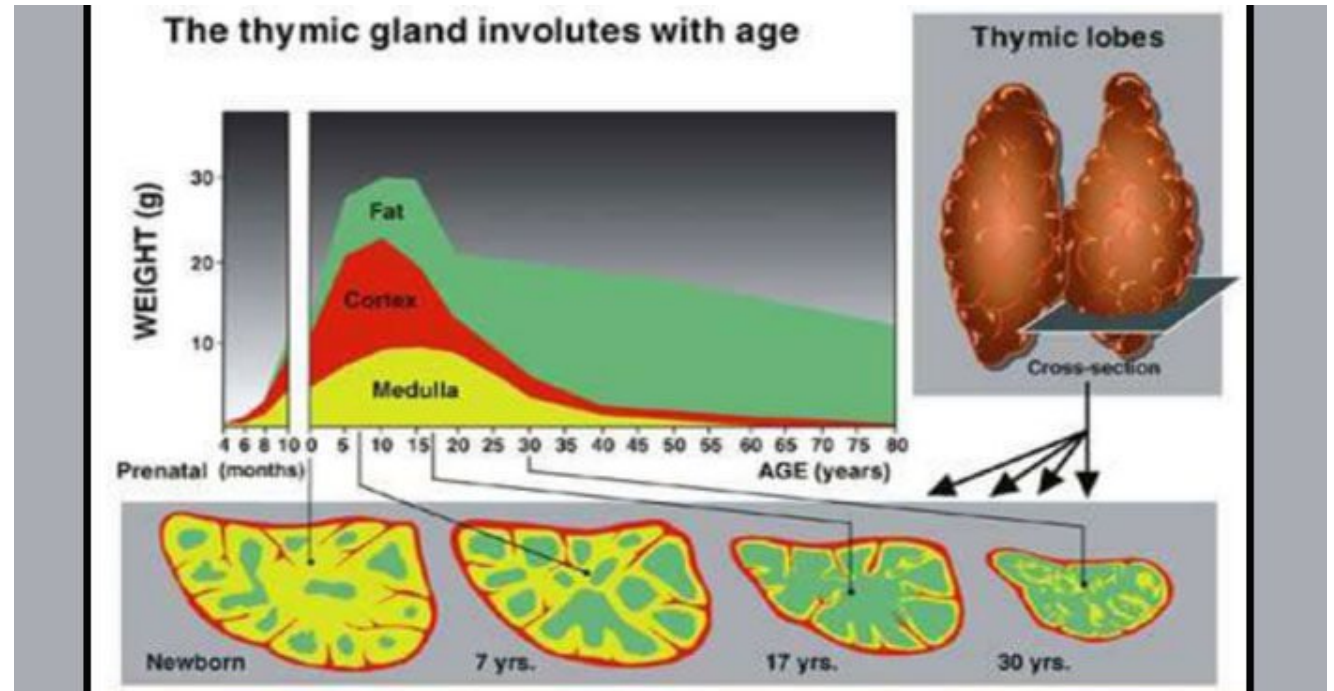 The thymic gland involutes with age
Thymic lobes
WEIGHT (g)
30
20
10
Fat
Cortex
Medulla
4 6 8 10 0 5 10 15 20 25 30 35 40 45 50 55 60 65 70 75 80
Prenatal (months)
AGE (years)
Cross-section
Newborn
7 yrs.
17 yrs.
30 yrs.